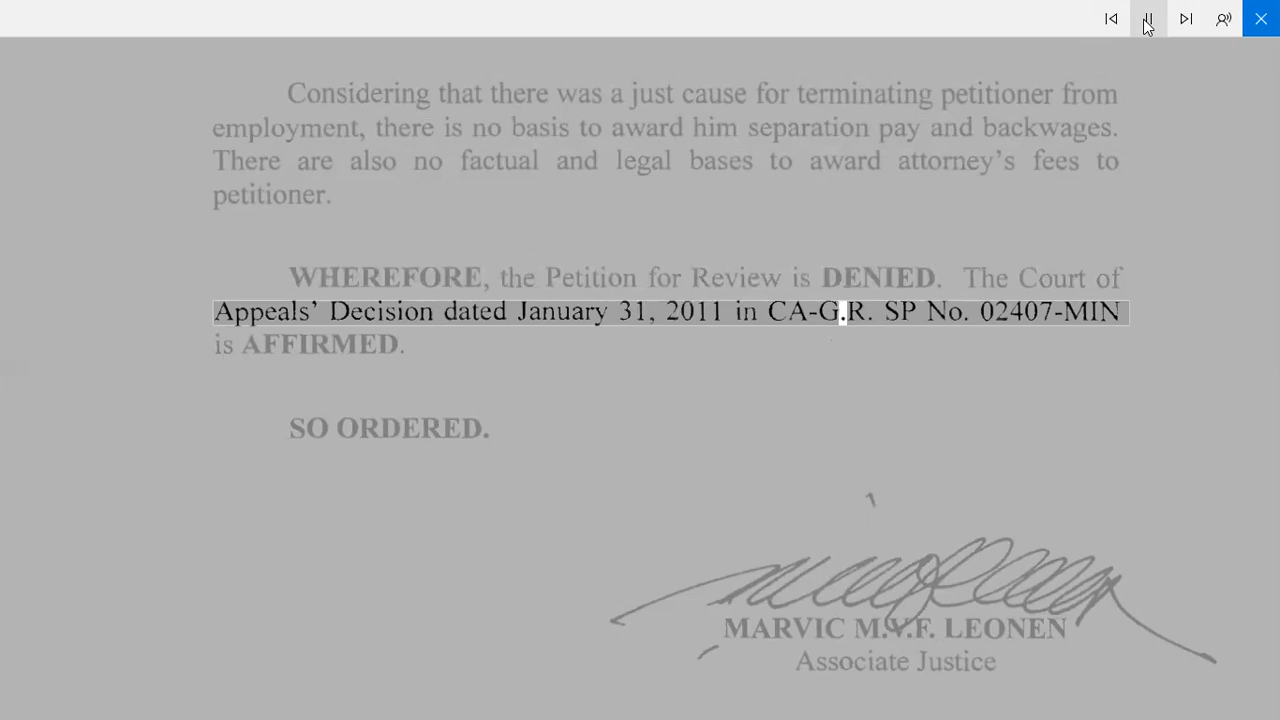 Considering that there was a just cause for terminating petitioner from
employment, there is no basis to award him separation pay and backwages.
There are also no factual and legal bases to award attorney's fees to
petitioner.
WHEREFORE, the Petition for Review is DENIED. The Court of
Appeals' Decision dated January 31, 2011 in CA-G.R. SP No. 02407-MIN
is AFFIRMED.
SO ORDERED.
MARVIC M.V.F. LEONEN
Associate Justice